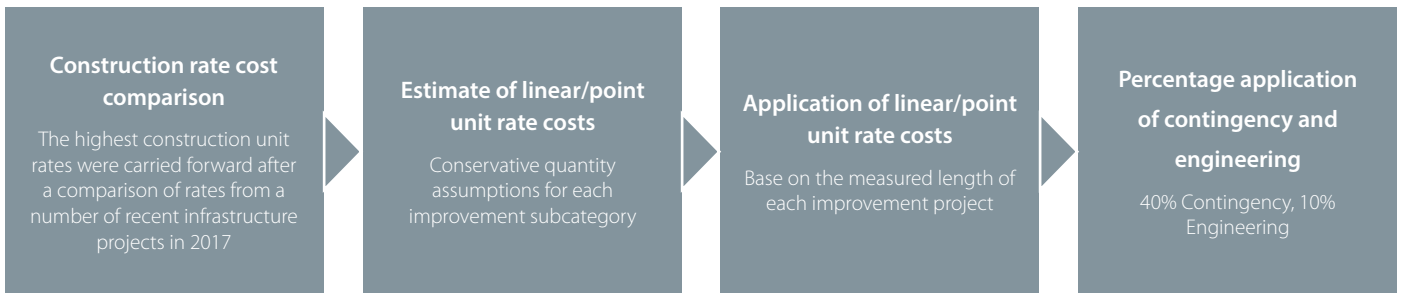 Construction rate cost
comparison
The highest construction unit
rates were carried forward after
a comparison of rates from a
number of recent infrastructure
projects in 2017
Estimate of linear/point
unit rate costs
Conservative quantity
assumptions for each
improvement subcategory
Application of linear/point
unit rate costs
Base on the measured length of
each improvement project
Percentage application
of contingency and
engineering
40% Contingency, 10%
Engineering